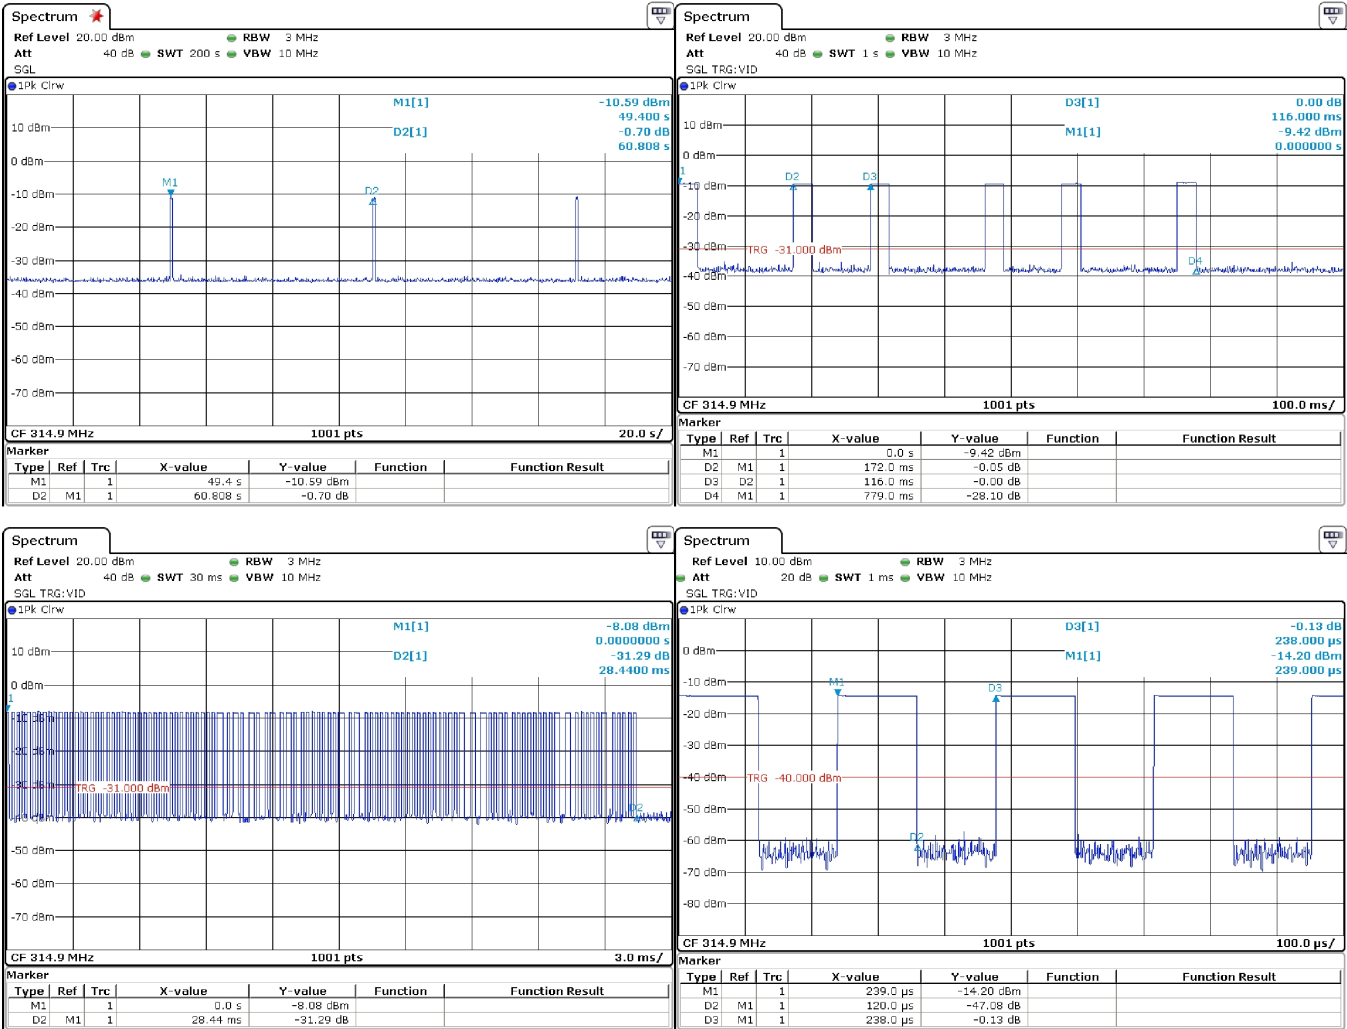 Spectrum
Ref Level 20.00 dBm RBW 3 MHz
Att 40 dB SWT 200 s VBW 10 MHz
SGL
1Pk Clrw
M1[1] -10.59 dBm
49.400 s
D2[1] -0.70 dB
60.808 s
10 dBm
0 dBm
-10 dBm
M1
D2
-20 dBm
-30 dBm
-40 dBm
-50 dBm
-60 dBm
-70 dBm
CF 314.9 MHz 1001 pts 20.0 s/
Marker
Type Ref Trc X-value Y-value Function Function Result
M1 1 49.4 s -10.59 dBm
D2 M1 1 60.808 s -0.70 dB
Spectrum
Ref Level 20.00 dBm RBW 3 MHz
Att 40 dB SWT 1 s VBW 10 MHz
SGL TRG:VID
1Pk Clrw
D3[1] 0.00 dB
116.000 ms
M1[1] -9.42 dBm
0.000000 s
10 dBm
0 dBm
1
D2 D3
-10 dBm
-20 dBm
-30 dBm
TRG -31.000 dBm
D4
-40 dBm
-50 dBm
-60 dBm
-70 dBm
CF 314.9 MHz 1001 pts 100.0 ms/
Marker
Type Ref Trc X-value Y-value Function Function Result
M1 1 0.0 s -9.42 dBm
D2 M1 1 172.0 ms -0.05 dB
D3 D2 1 116.0 ms -0.00 dB
D4 M1 1 779.0 ms -28.10 dB
Spectrum
Ref Level 20.00 dBm RBW 3 MHz
Att 40 dB SWT 30 ms VBW 10 MHz
SGL TRG:VID
1Pk Clrw
M1[1] -8.08 dBm
0.0000000 s
D2[1] -31.29 dB
28.4400 ms
10 dBm
0 dBm
1
-10 dBm
-20 dBm
-30 dBm
TRG -31.000 dBm
D2
-40 dBm
-50 dBm
-60 dBm
-70 dBm
CF 314.9 MHz 1001 pts 3.0 ms/
Marker
Type Ref Trc X-value Y-value Function Function Result
M1 1 0.0 s -8.08 dBm
D2 M1 1 28.44 ms -31.29 dB
Spectrum
Ref Level 10.00 dBm RBW 3 MHz
Att 20 dB SWT 1 ms VBW 10 MHz
SGL TRG:VID
1Pk Clrw
D3[1] -0.13 dB
238.000 µs
M1[1] -14.20 dBm
239.000 µs
0 dBm
-10 dBm
M1 D3
-20 dBm
-30 dBm
-40 dBm
TRG -40.000 dBm
-50 dBm
D2
-60 dBm
-70 dBm
-80 dBm
CF 314.9 MHz 1001 pts 100.0 µs/
Marker
Type Ref Trc X-value Y-value Function Function Result
M1 1 239.0 µs -14.20 dBm
D2 M1 1 120.0 µs -47.08 dB
D3 M1 1 238.0 µs -0.13 dB